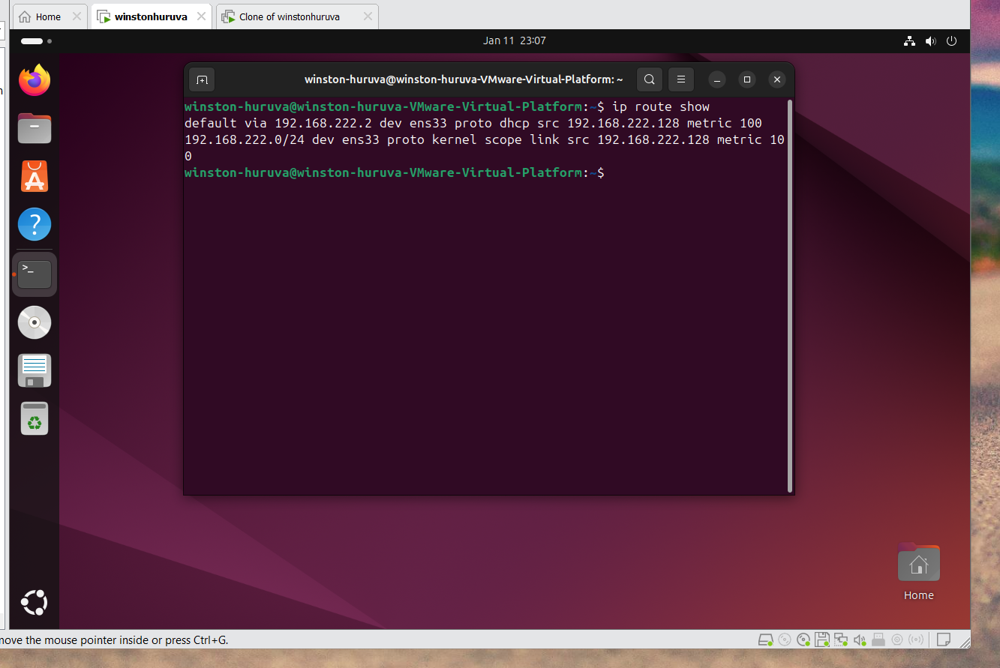 Home
winstonhuruva
Clone of winstonhuruva
Jan 11 23:07
winston-huruva@winston-huruva-VMware-Virtual-Platform: ~
winston-huruva@winston-huruva-VMware-Virtual-Platform:~$ ip route show
default via 192.168.222.2 dev ens33 proto dhcp src 192.168.222.128 metric 100
192.168.222.0/24 dev ens33 proto kernel scope link src 192.168.222.128 metric 10
0
winston-huruva@winston-huruva-VMware-Virtual-Platform:~$
Home
move the mouse pointer inside or press Ctrl+G.